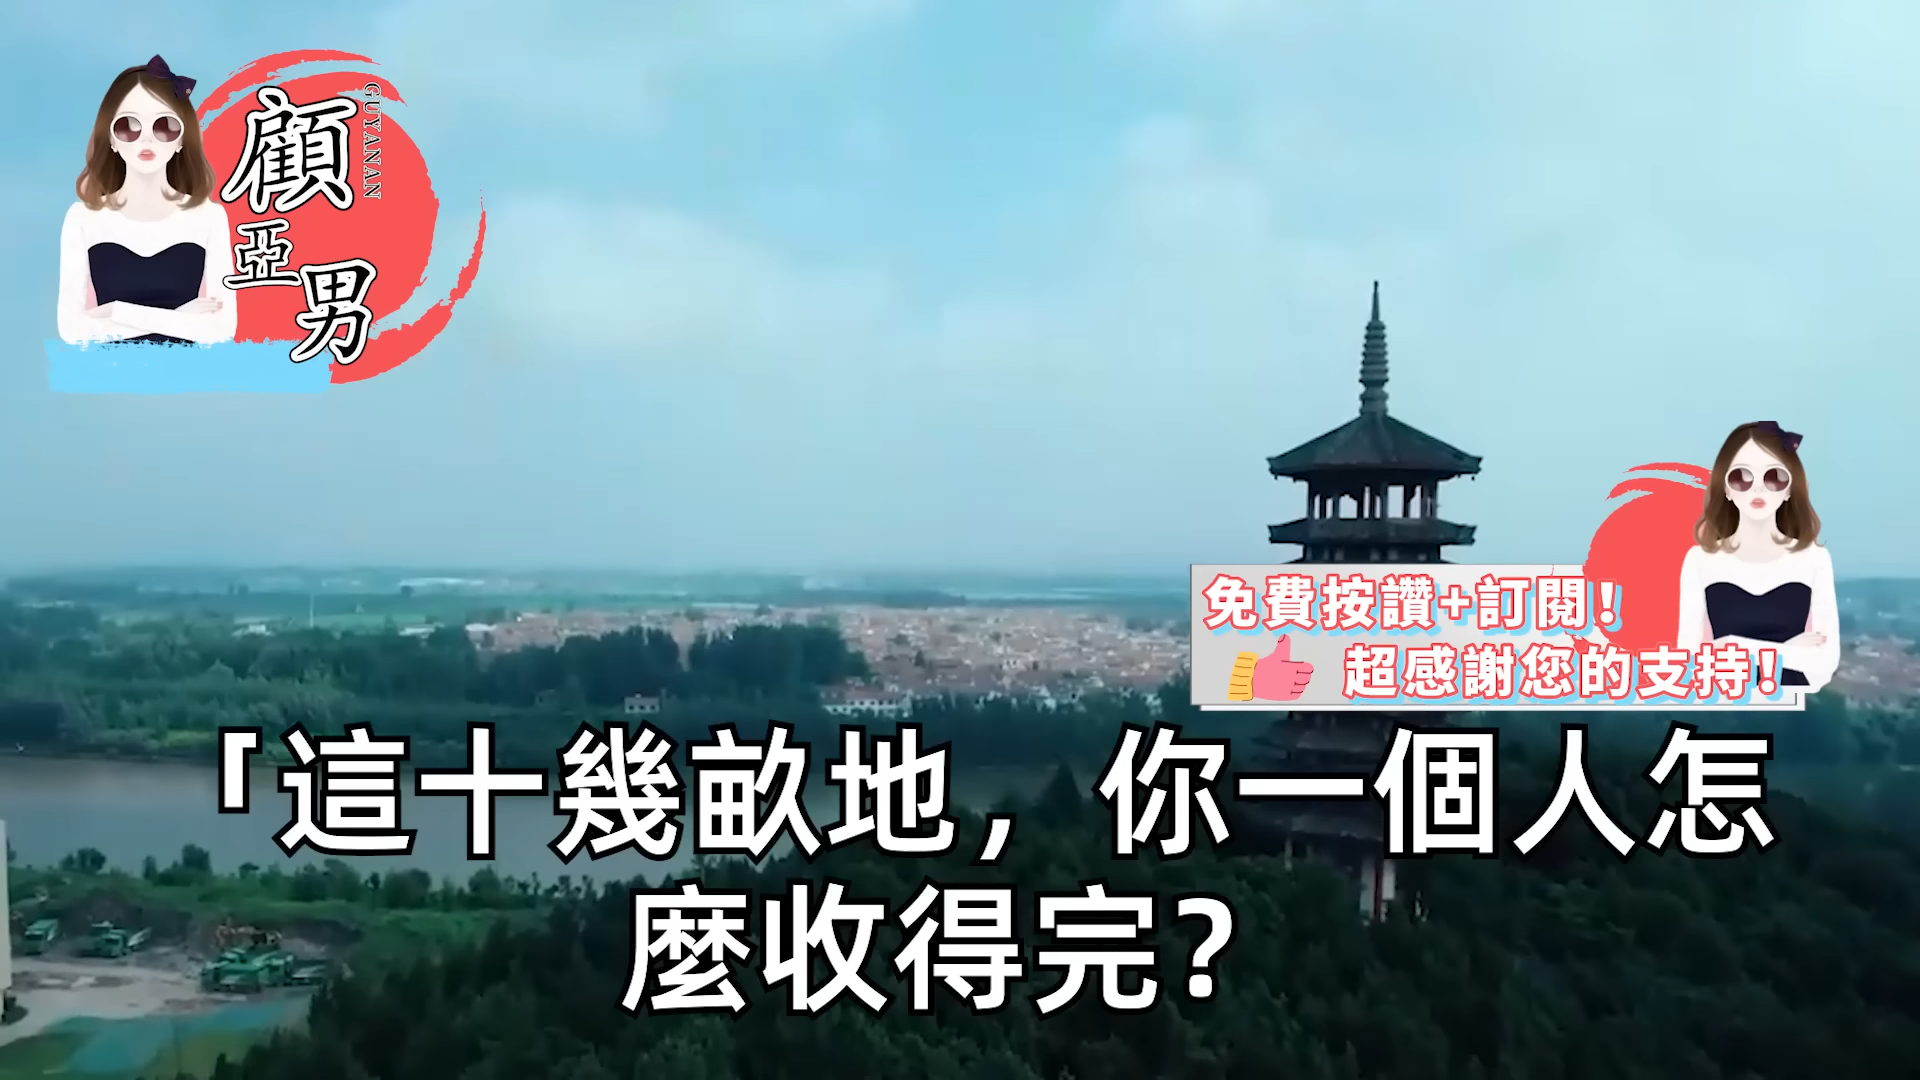 顧亞男
GUYANAN
免費按讚+訂閱!
超感謝您的支持!
「這十幾畝地，你一個人怎
麼收得完?